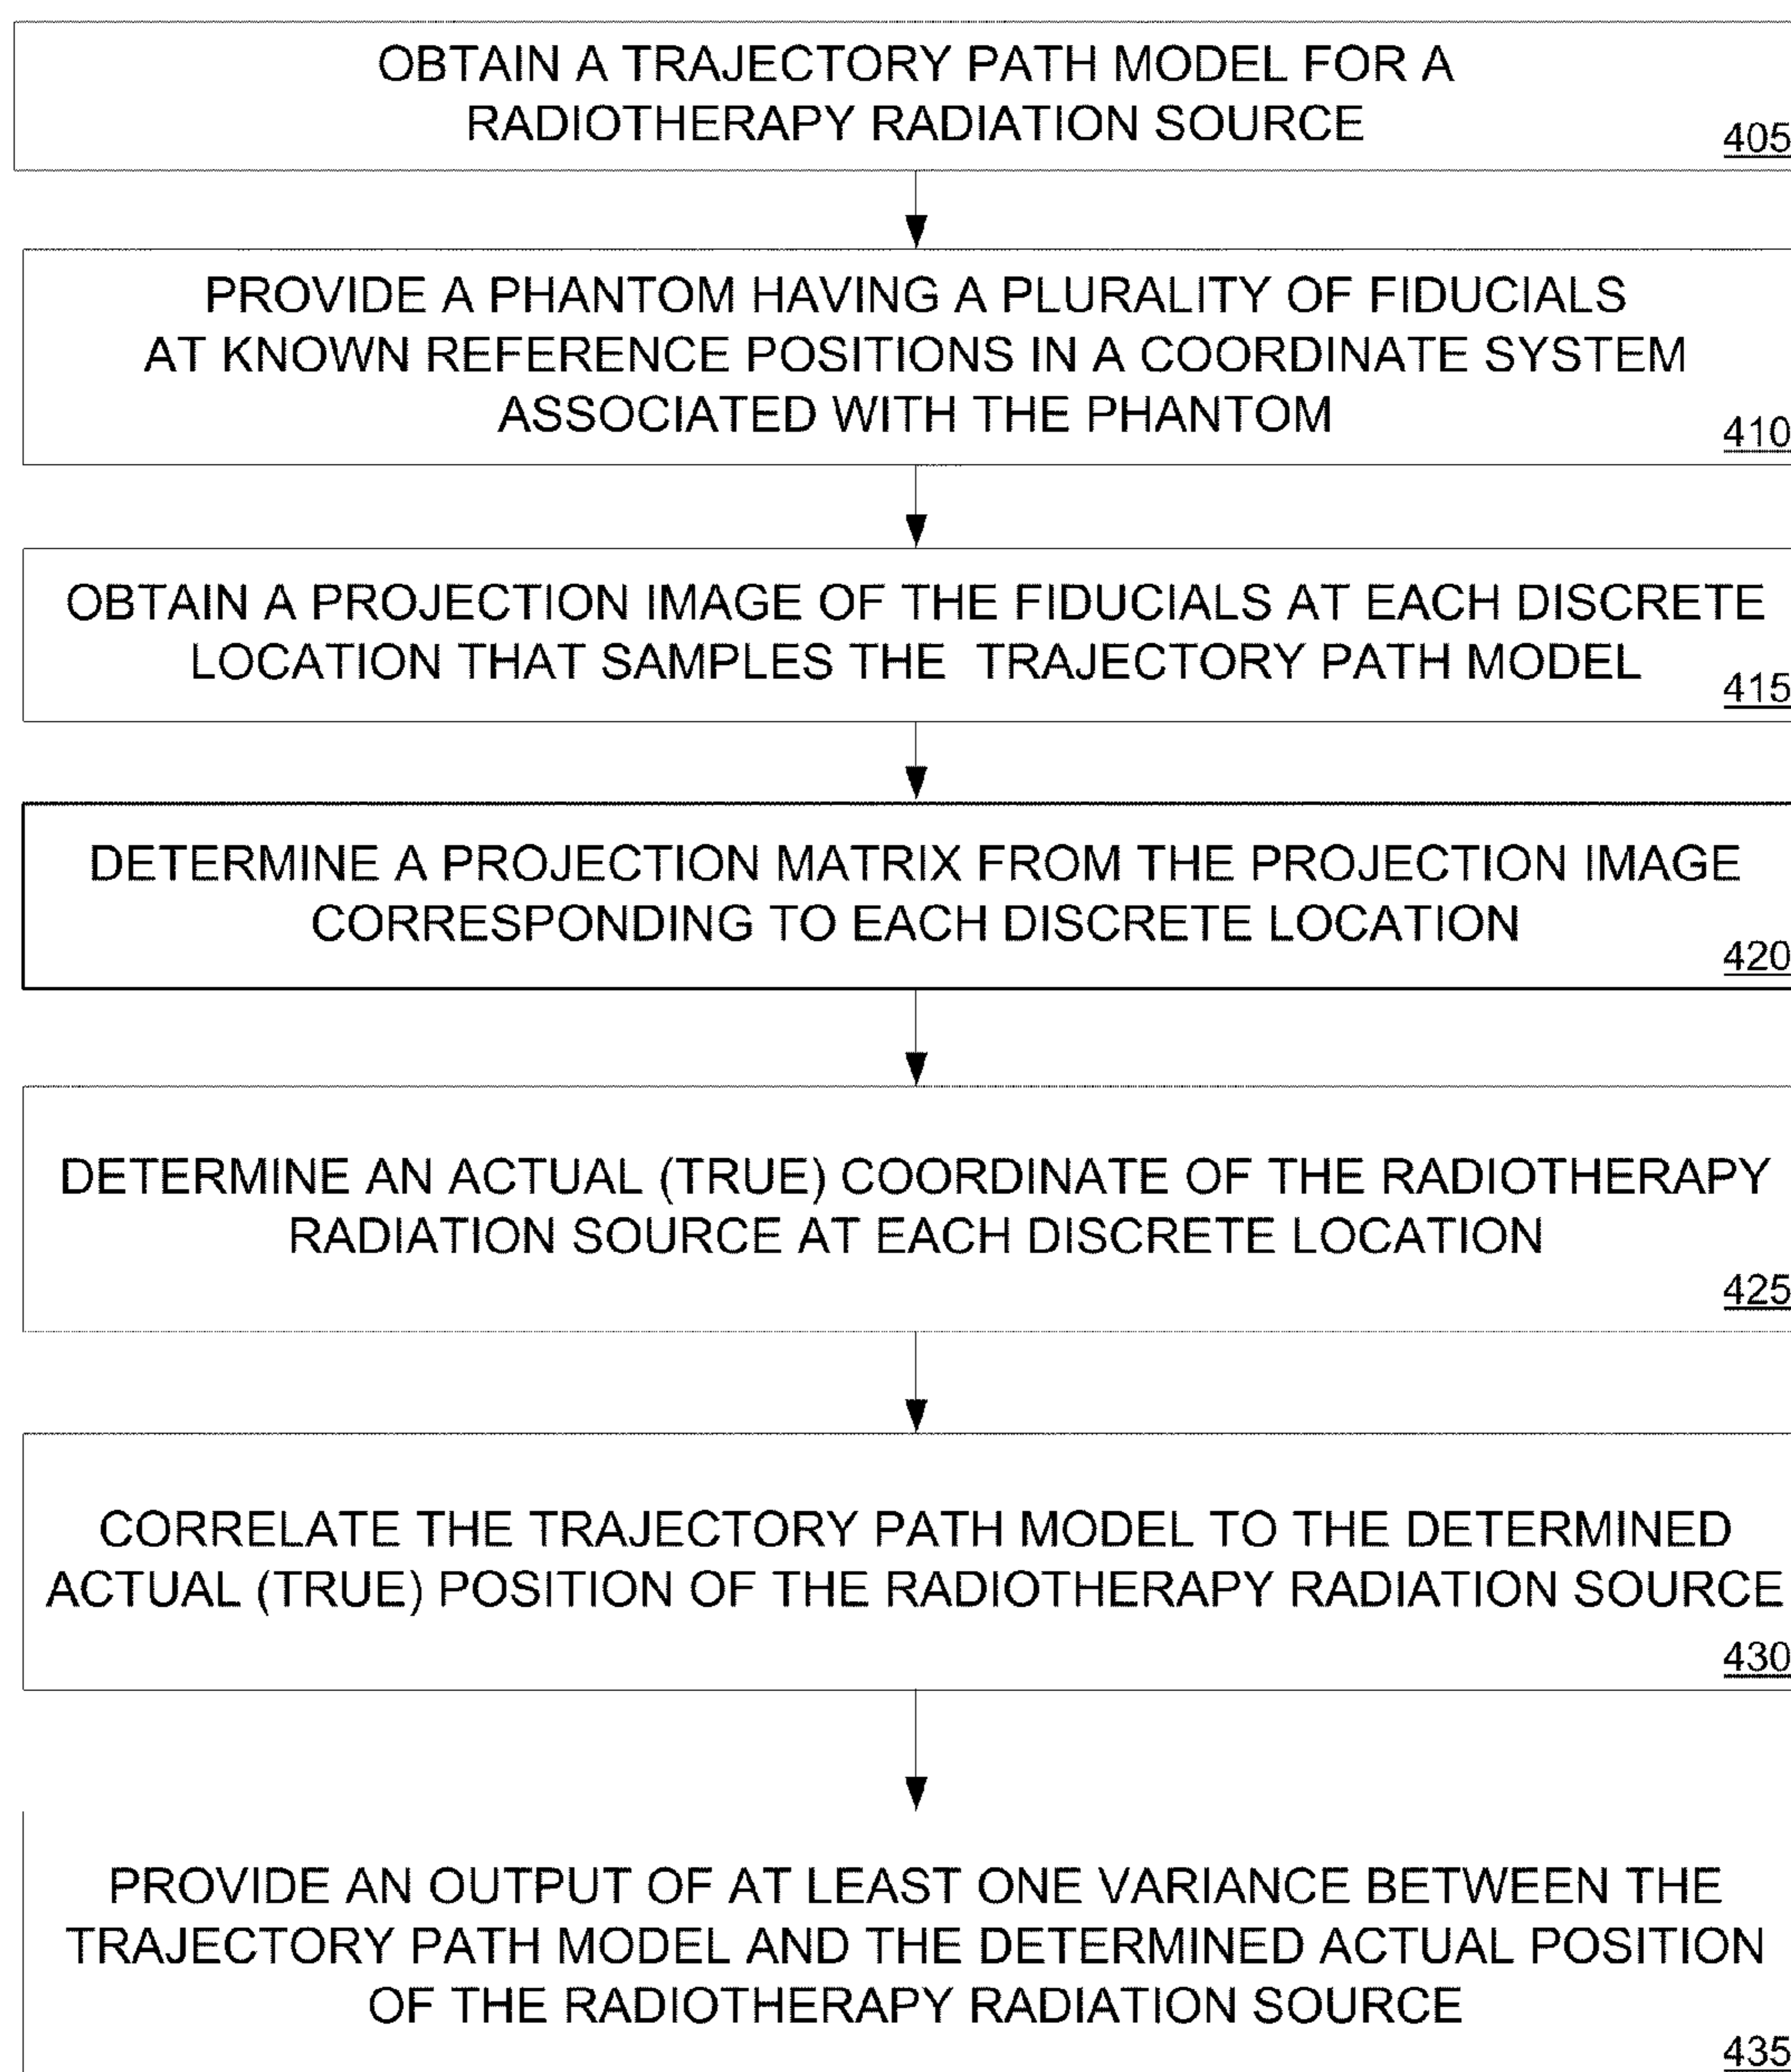 OBTAIN A TRAJECTORY PATH MODEL FOR A
RADIOTHERAPY RADIATION SOURCE
405
PROVIDE A PHANTOM HAVING A PLURALITY OF FIDUCIALS
AT KNOWN REFERENCE POSITIONS IN A COORDINATE SYSTEM
ASSOCIATED WITH THE PHANTOM
410
OBTAIN A PROJECTION IMAGE OF THE FIDUCIALS AT EACH DISCRETE
LOCATION THAT SAMPLES THE TRAJECTORY PATH MODEL
415
DETERMINE A PROJECTION MATRIX FROM THE PROJECTION IMAGE
CORRESPONDING TO EACH DISCRETE LOCATION
420
DETERMINE AN ACTUAL (TRUE) COORDINATE OF THE RADIOTHERAPY
RADIATION SOURCE AT EACH DISCRETE LOCATION
425
CORRELATE THE TRAJECTORY PATH MODEL TO THE DETERMINED
ACTUAL (TRUE) POSITION OF THE RADIOTHERAPY RADIATION SOURCE
430
PROVIDE AN OUTPUT OF AT LEAST ONE VARIANCE BETWEEN THE
TRAJECTORY PATH MODEL AND THE DETERMINED ACTUAL POSITION
OF THE RADIOTHERAPY RADIATION SOURCE
435